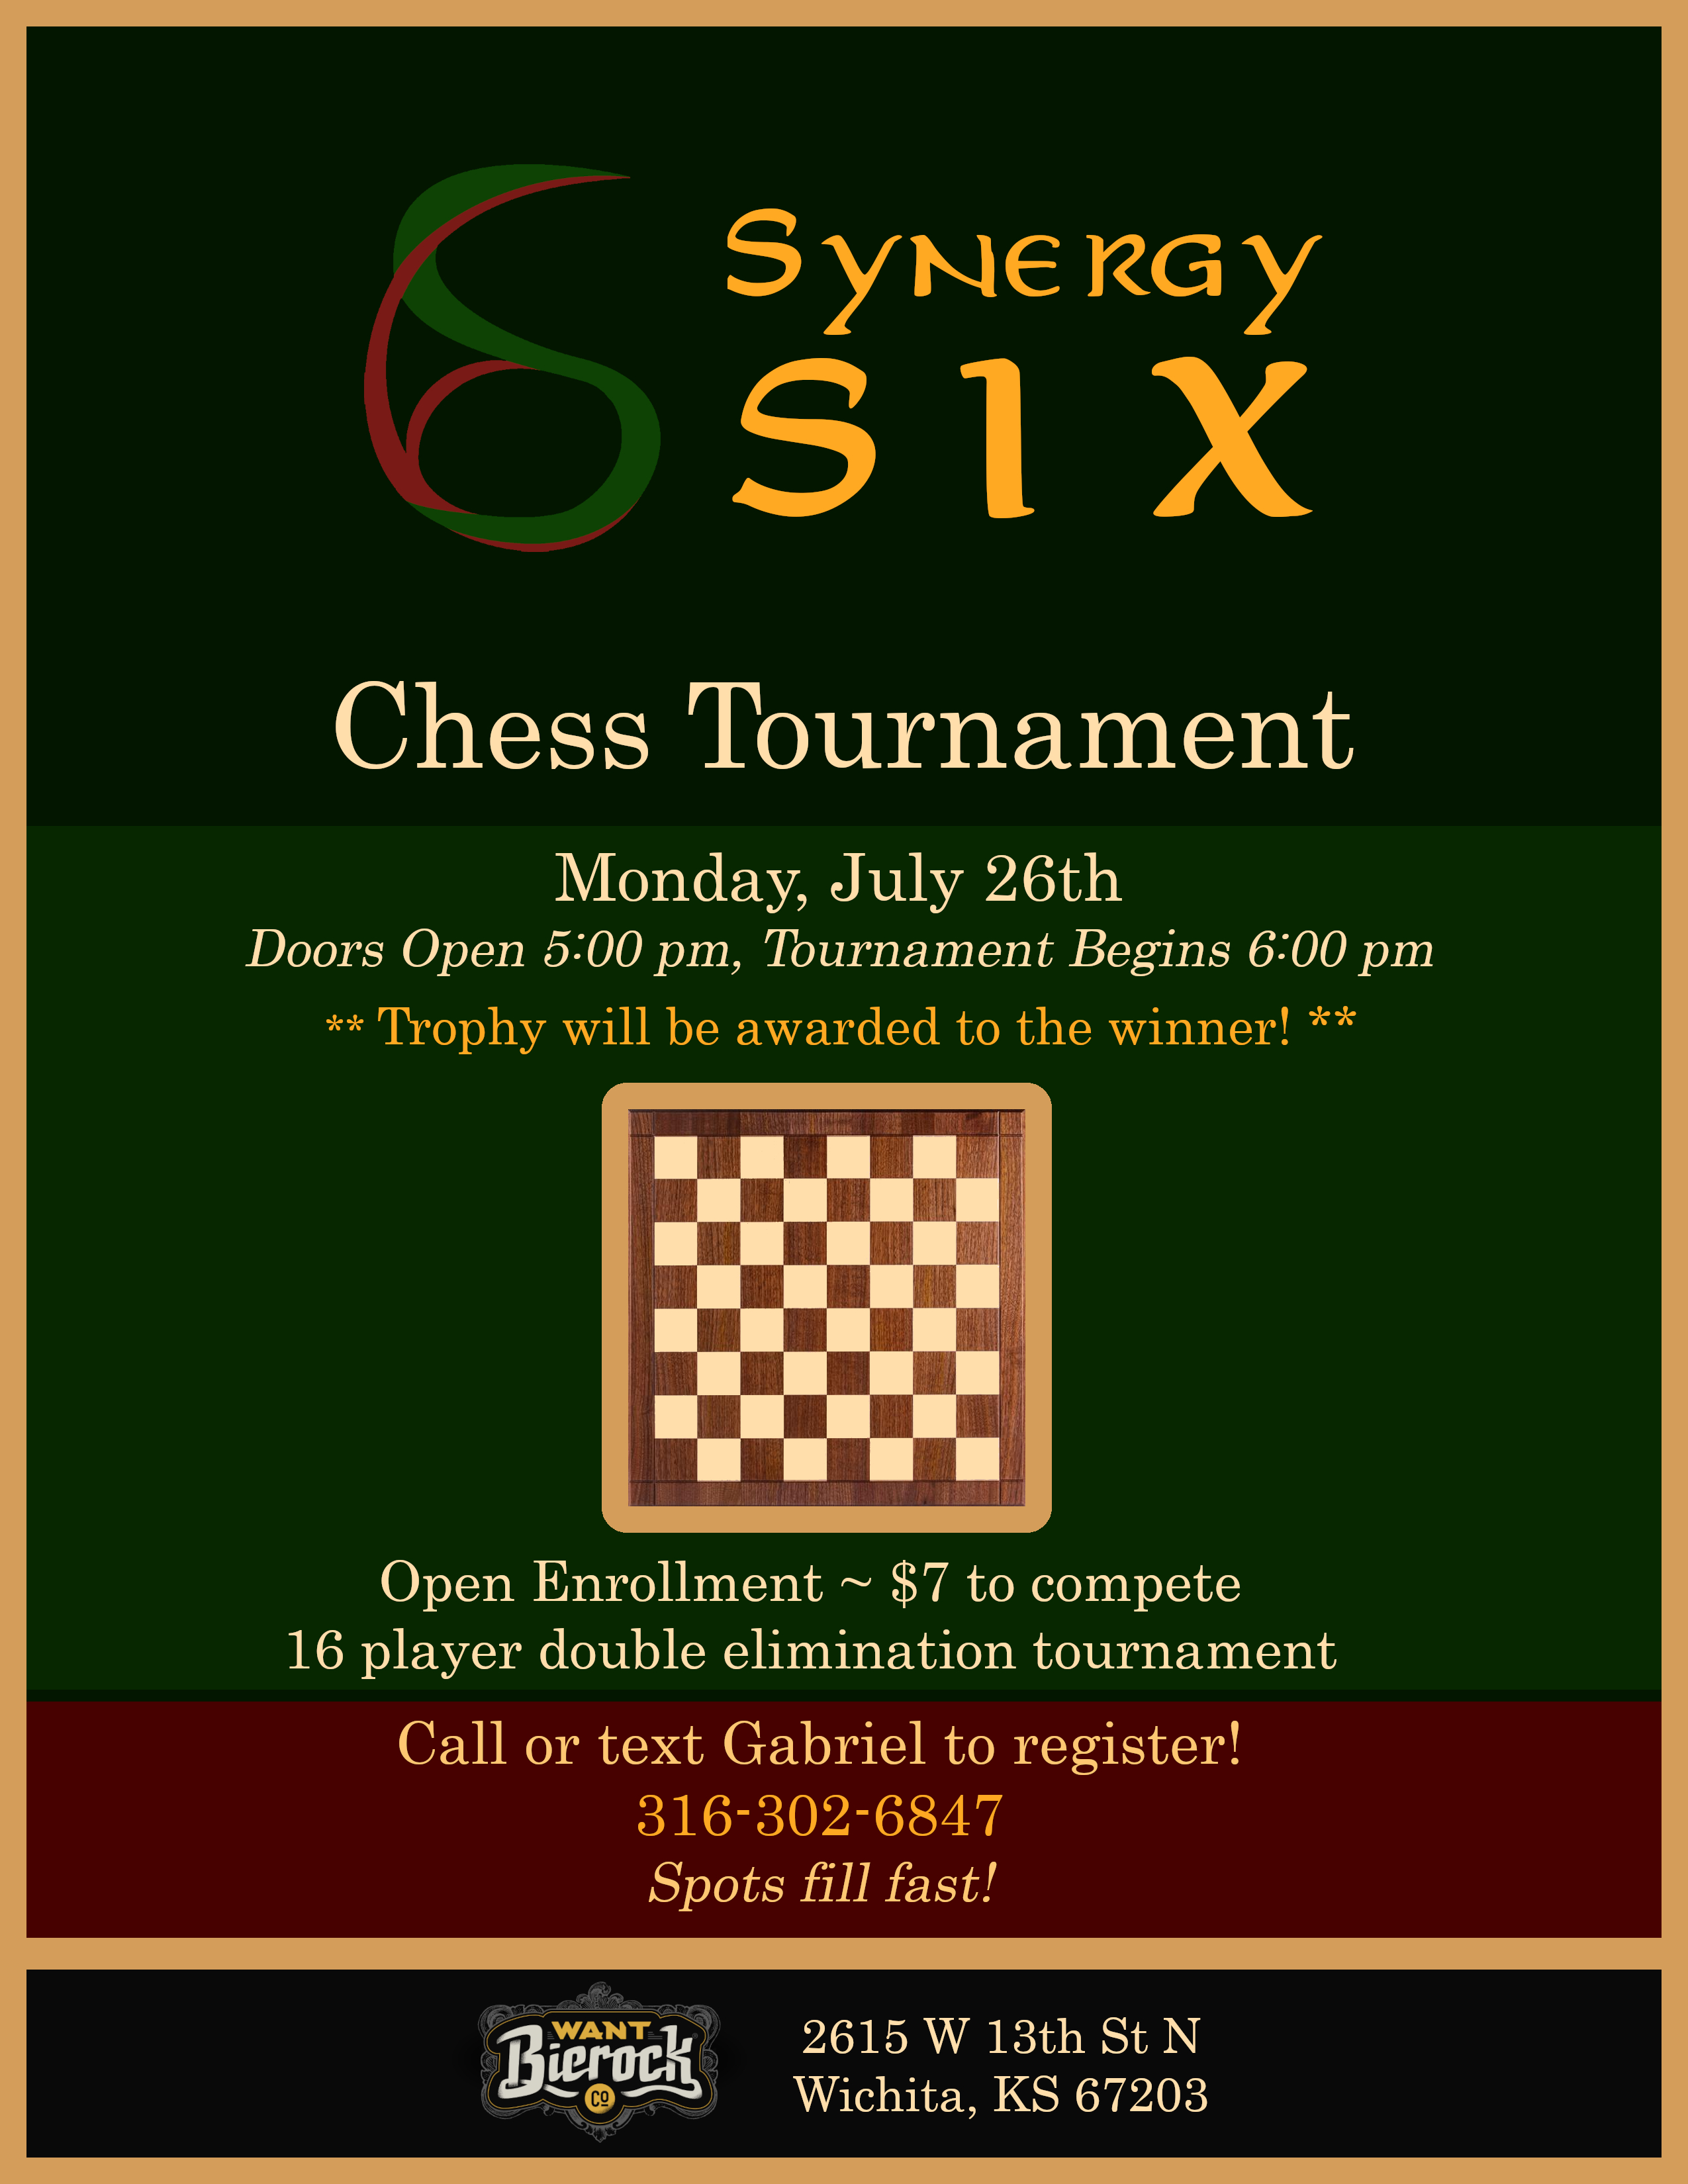 Synergy
SIX
Chess Tournament
Monday, July 26th
Doors Open 5:00 pm, Tournament Begins 6:00 pm
** Trophy will be awarded to the winner! **
Open Enrollment ~ $7 to compete
16 player double elimination tournament
Call or text Gabriel to register!
316-302-6847
Spots fill fast!
WANT
Bierock
CO
2615 W 13th St N
Wichita, KS 67203